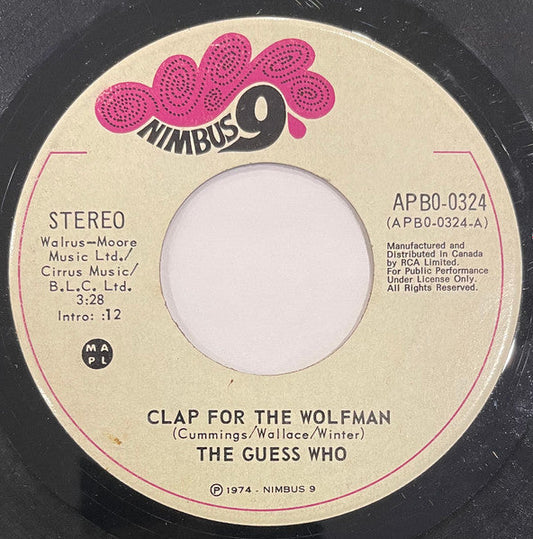 NIMBUS 9
STEREO
Walrus—Moore
Music Ltd./
Cirrus Music/
B.L.C. Ltd.
3:28
Intro: :12
M A
P L
APBO-0324
(APBO-0324-A)
Manufactured and
Distributed in Canada
by RCA Limited.
For Public Performance
Under License Only.
All Rights Reserved.
CLAP FOR THE WOLFMAN
(Cummings/Wallace/Winter)
THE GUESS WHO
℗ 1974 - NIMBUS 9